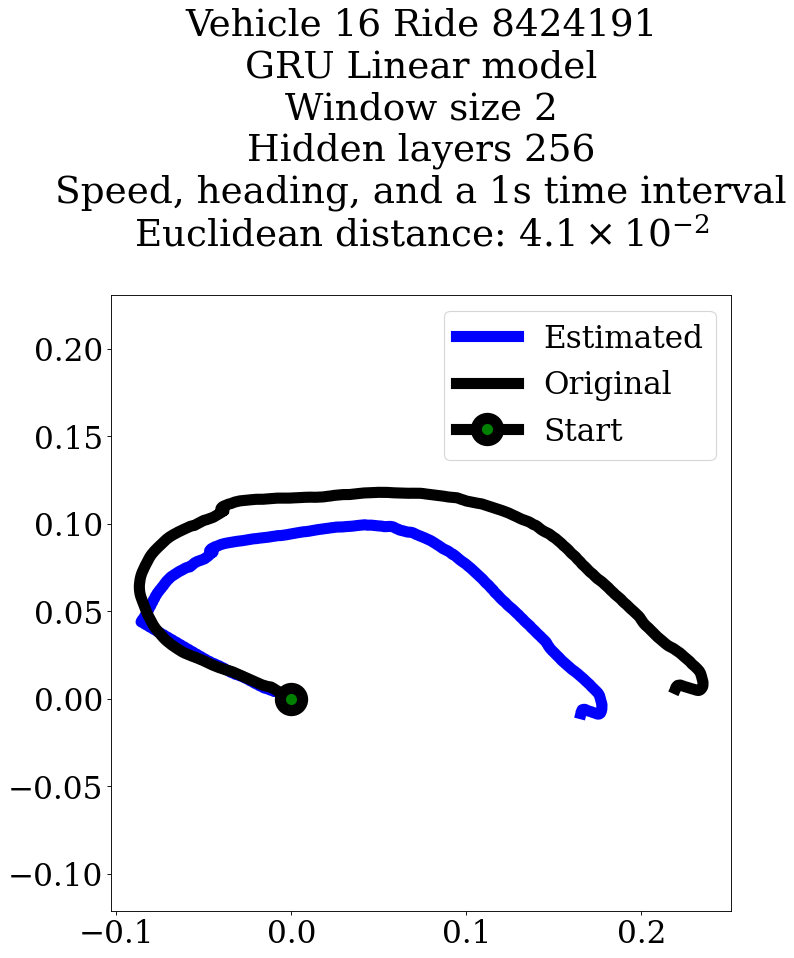 Vehicle 16 Ride 8424191
GRU Linear model
Window size 2
Hidden layers 256
Speed, heading, and a 1s time interval
Euclidean distance: 4.1 × 10⁻²
Estimated
Original
Start
0.20
0.15
0.10
0.05
0.00
−0.05
−0.10
−0.1 0.0 0.1 0.2